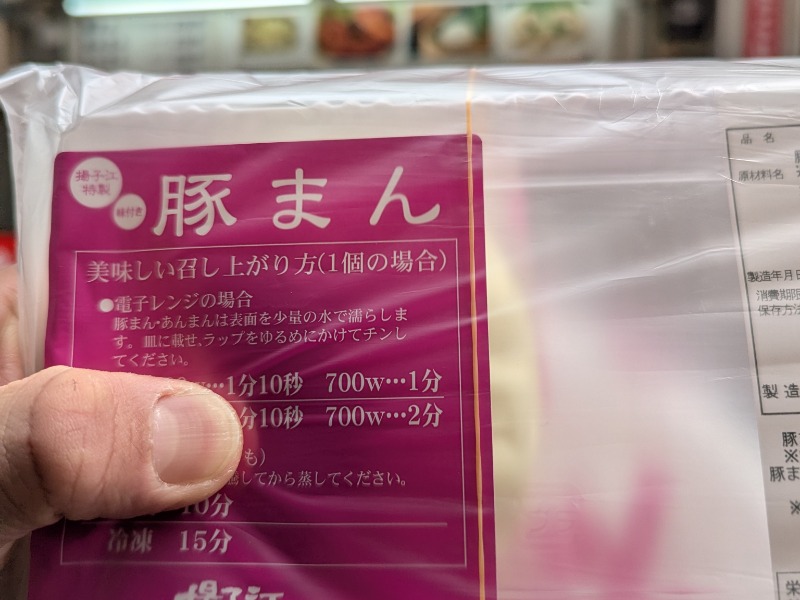 揚子江
特製
味付き
豚まん
美味しい召し上がり方(1個の場合)
●電子レンジの場合
豚まん・あんまんは表面を少量の水で濡らしま
す。皿に載せ、ラップをゆるめにかけてチンし
てください。
w…1分10秒 700w…1分
分10秒 700w…2分
も)
してから蒸してください。
10分
冷凍 15分
揚子江
品名
原材料名
製造年月日
消費期限
保存方法
製造
豚
※
豚ま
※
栄